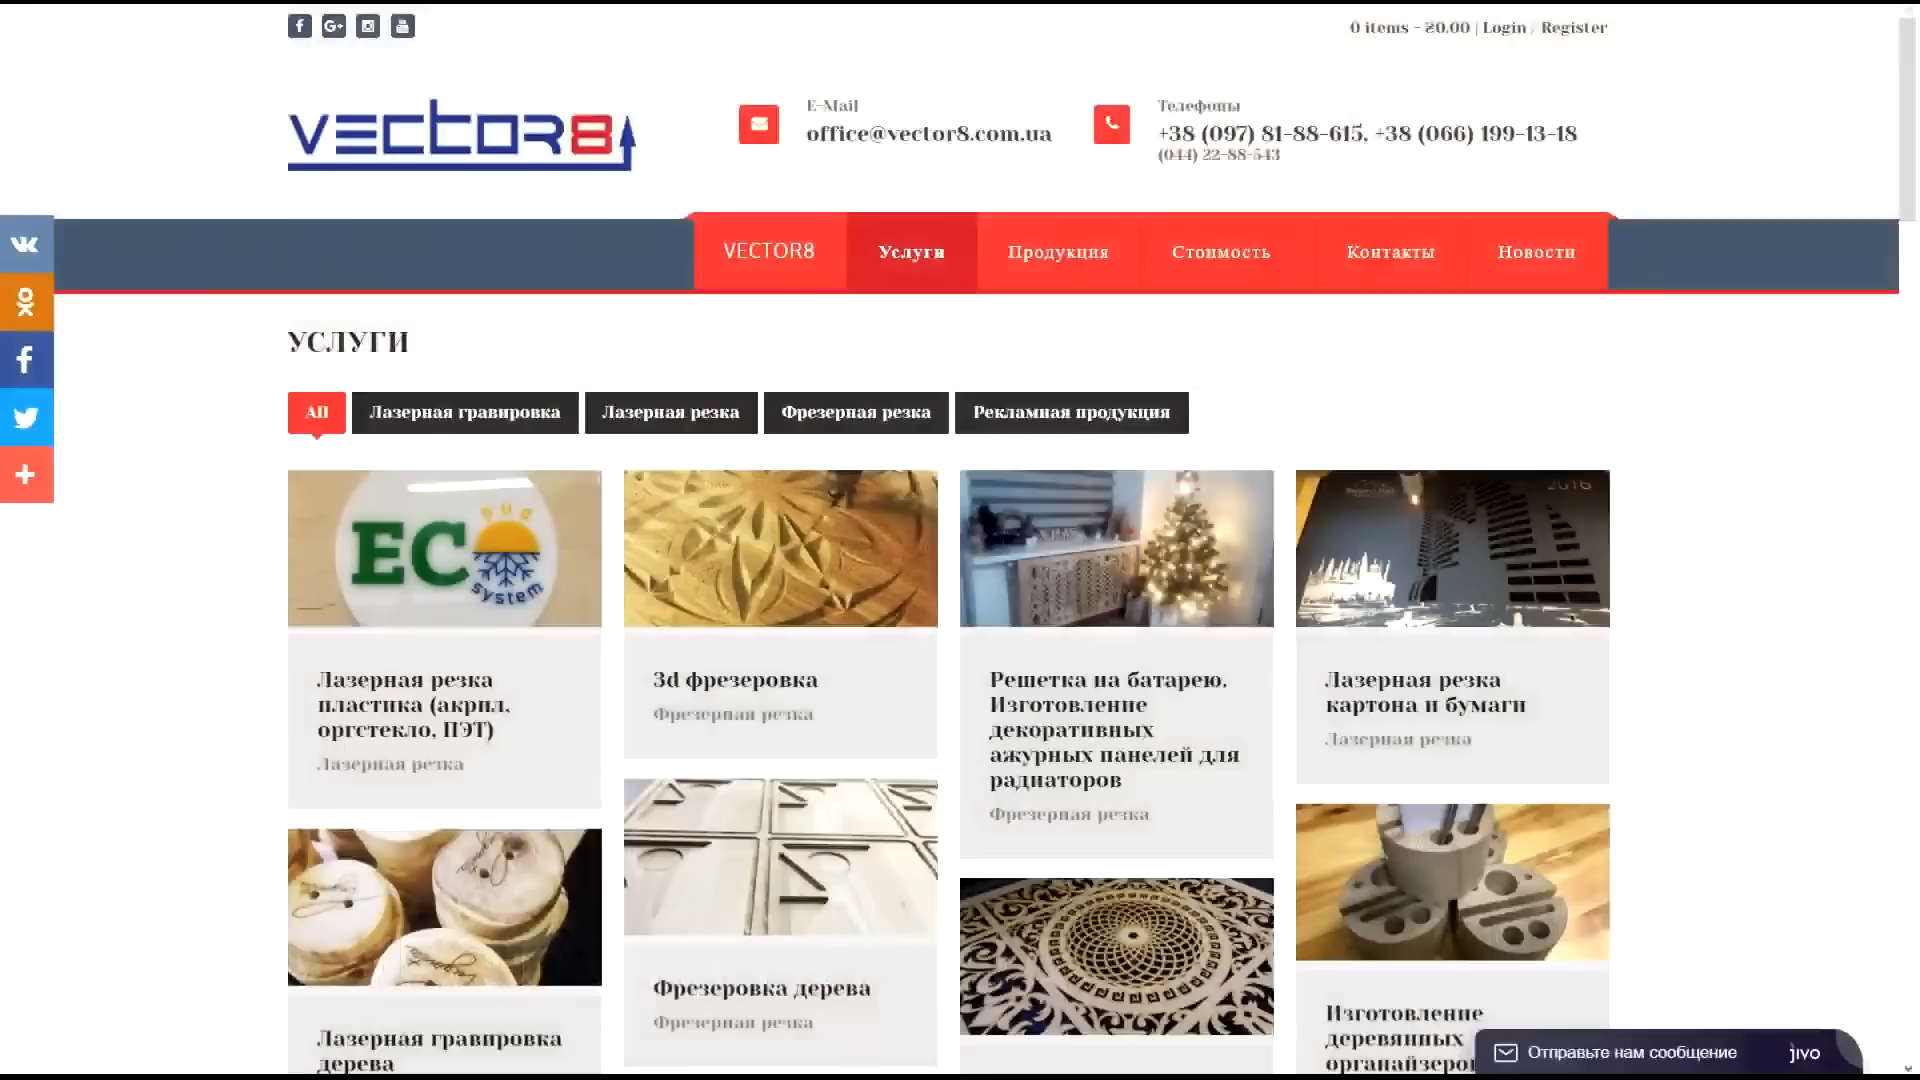 0 items - ₴0.00 | Login / Register
VECTOR8
E-Mail
office@vector8.com.ua
Телефоны
+38 (097) 81-88-615, +38 (066) 199-13-18
(044) 22-88-543
VECTOR8 Услуги Продукция Стоимость Контакты Новости
УСЛУГИ
All Лазерная гравировка Лазерная резка Фрезерная резка Рекламная продукция
ECO
bud
system
2016
Лазерная резка
пластика (акрил,
оргстекло, ПЭТ)
Лазерная резка
3d фрезеровка
Фрезерная резка
Решетка на батарею.
Изготовление
декоративных
ажурных панелей для
радиаторов
Фрезерная резка
Лазерная резка
картона и бумаги
Лазерная резка
Лазерная гравировка
дерева
Фрезеровка дерева
Фрезерная резка
Изготовление
деревянных
Отправьте нам сообщение jivo